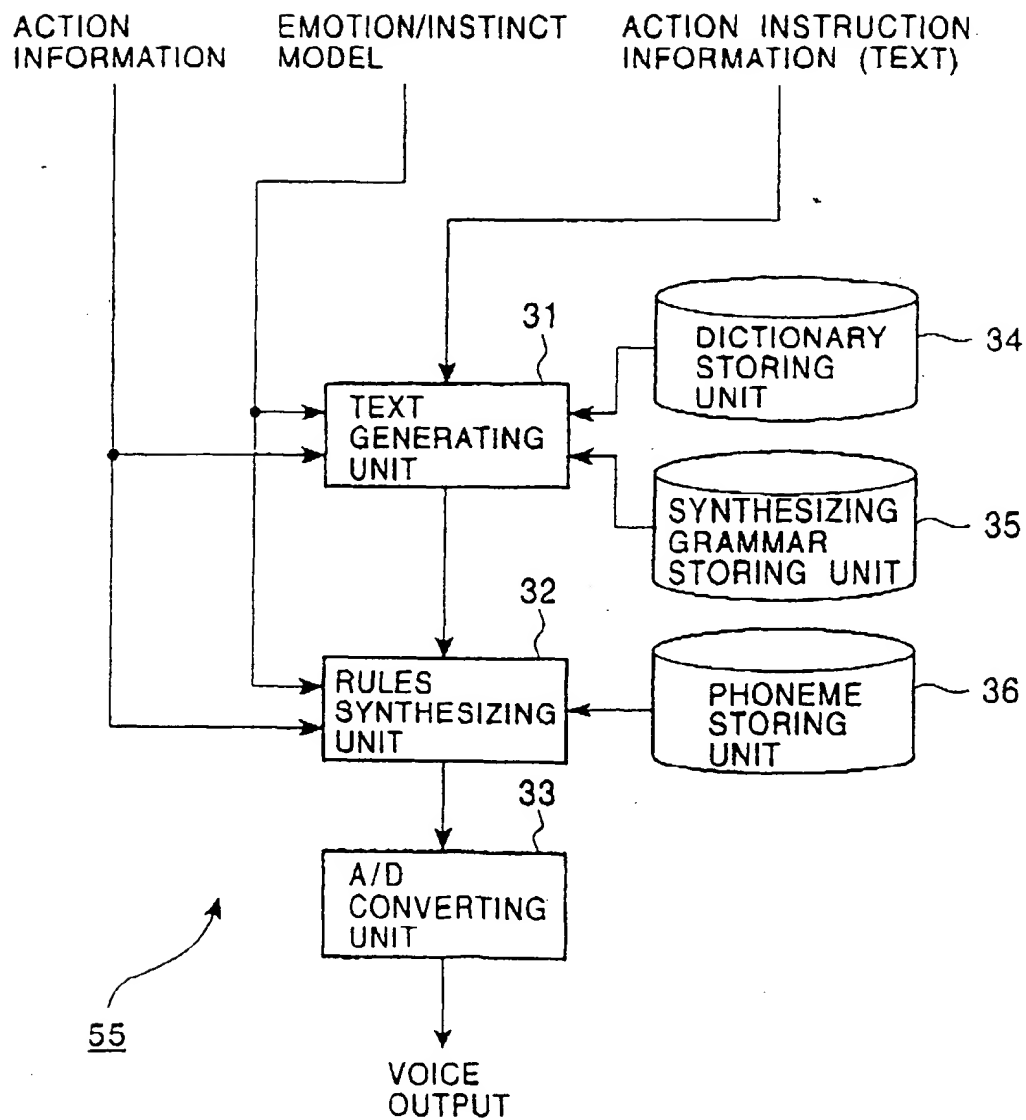 ACTION
INFORMATION
EMOTION/INSTINCT
MODEL
ACTION INSTRUCTION
INFORMATION (TEXT)
31
TEXT
GENERATING
UNIT
DICTIONARY
STORING
UNIT
34
SYNTHESIZING
GRAMMAR
STORING UNIT
35
32
RULES
SYNTHESIZING
UNIT
PHONEME
STORING
UNIT
36
33
A/D
CONVERTING
UNIT
55
VOICE
OUTPUT